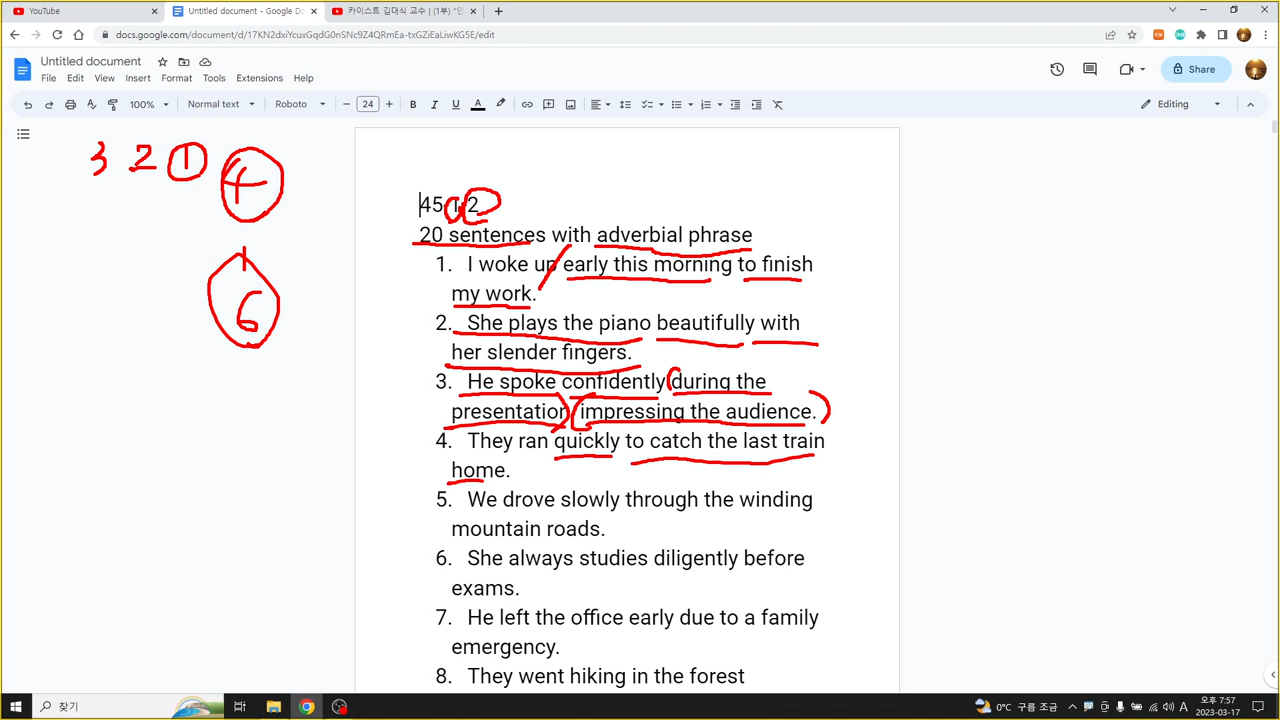 YouTube
Untitled document - Google Do
카이스트 김대식 교수 | (1부) "인
docs.google.com/document/d/17KN2dxiYcuxGqdG0nSNc9Z4QRmEa-txGZiEaLiwKG5E/edit
Untitled document
File Edit View Insert Format Tools Extensions Help
Share
100% Normal text Roboto 24 Editing
3 2 1 4
1
6
45-1,2
20 sentences with adverbial phrase
1. I woke up early this morning to finish
my work.
2. She plays the piano beautifully with
her slender fingers.
3. He spoke confidently during the
presentation, impressing the audience.
4. They ran quickly to catch the last train
home.
5. We drove slowly through the winding
mountain roads.
6. She always studies diligently before
exams.
7. He left the office early due to a family
emergency.
8. They went hiking in the forest
찾기
0°C 구름 조금
A
오후 7:57
2023-03-17